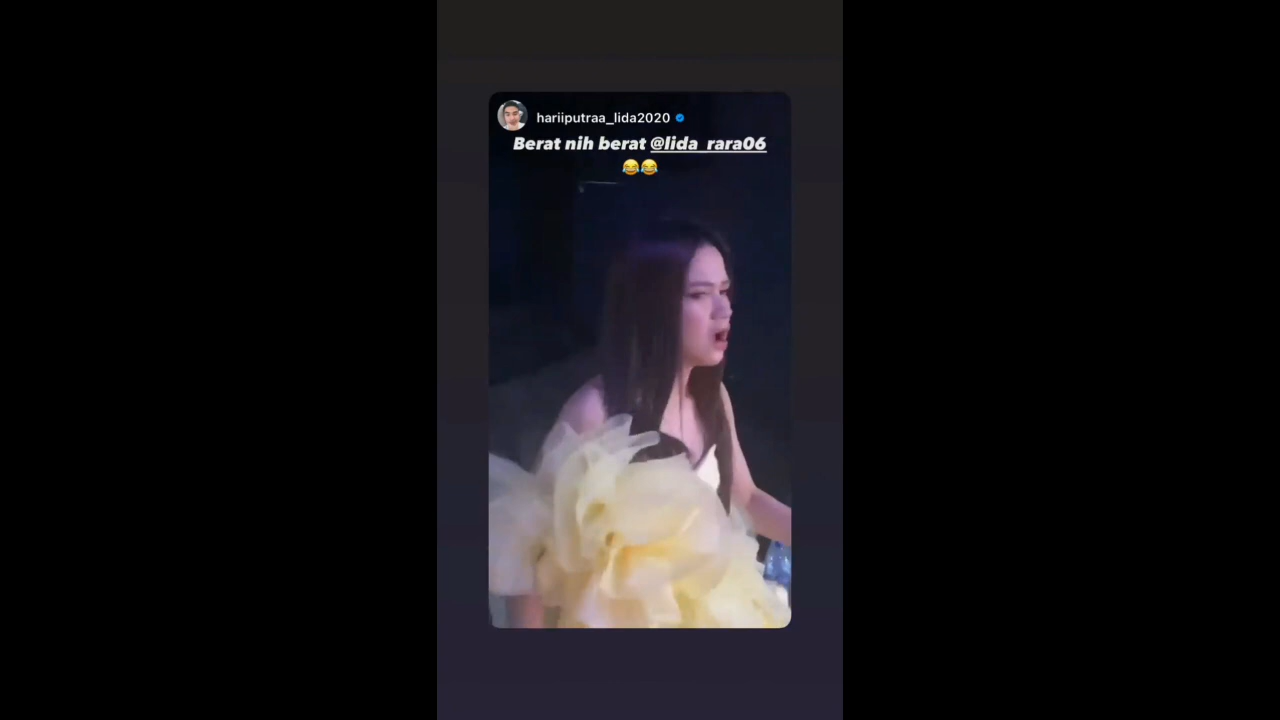 hariiputraa_lida2020
Berat nih berat @lida_rara06
😂😂